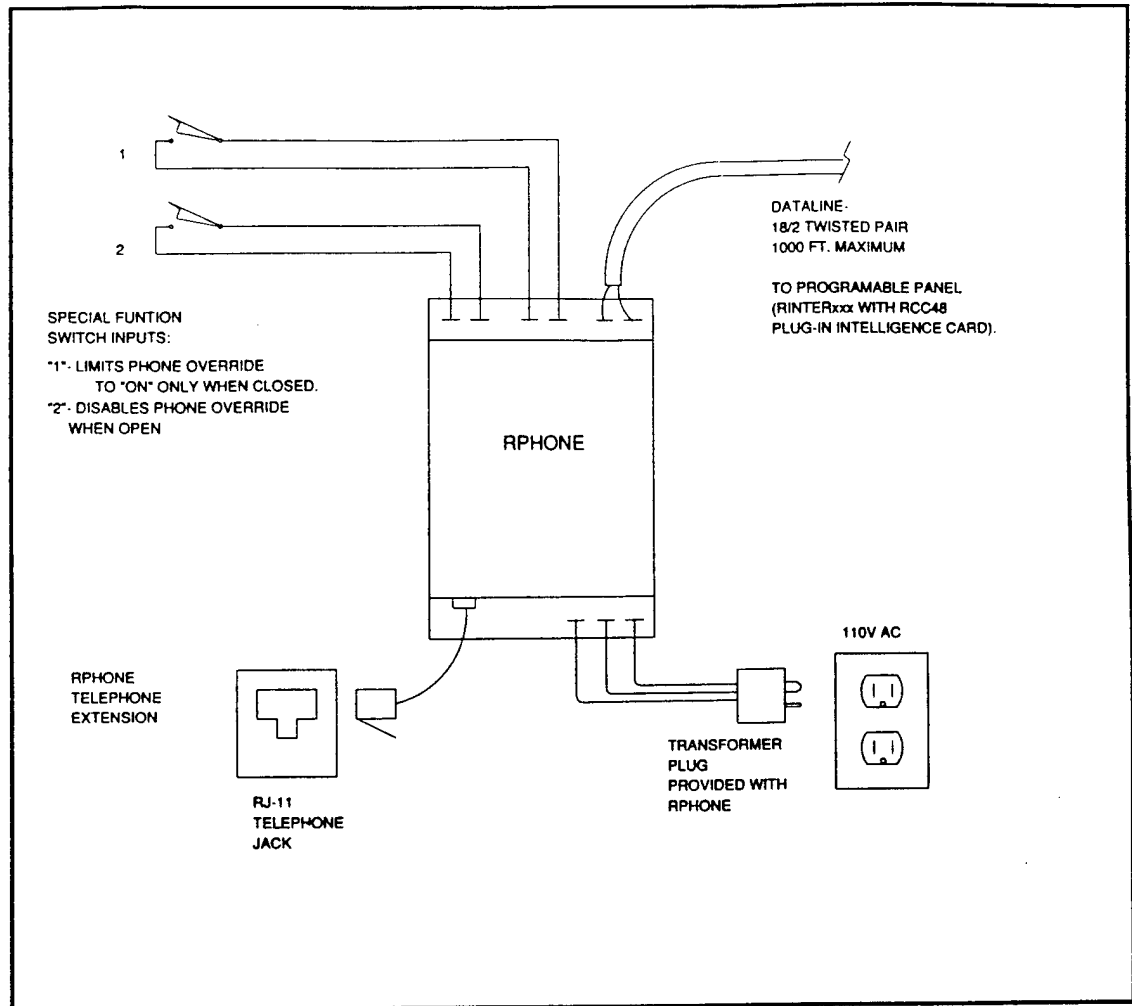 1
2
SPECIAL FUNTION
SWITCH INPUTS:
"1"- LIMITS PHONE OVERRIDE
TO "ON" ONLY WHEN CLOSED.
"2"- DISABLES PHONE OVERRIDE
WHEN OPEN
DATALINE-
18/2 TWISTED PAIR
1000 FT. MAXIMUM
TO PROGRAMABLE PANEL
(RINTERxxx WITH RCC48
PLUG-IN INTELLIGENCE CARD).
RPHONE
RPHONE
TELEPHONE
EXTENSION
RJ-11
TELEPHONE
JACK
TRANSFORMER
PLUG
PROVIDED WITH
RPHONE
110V AC